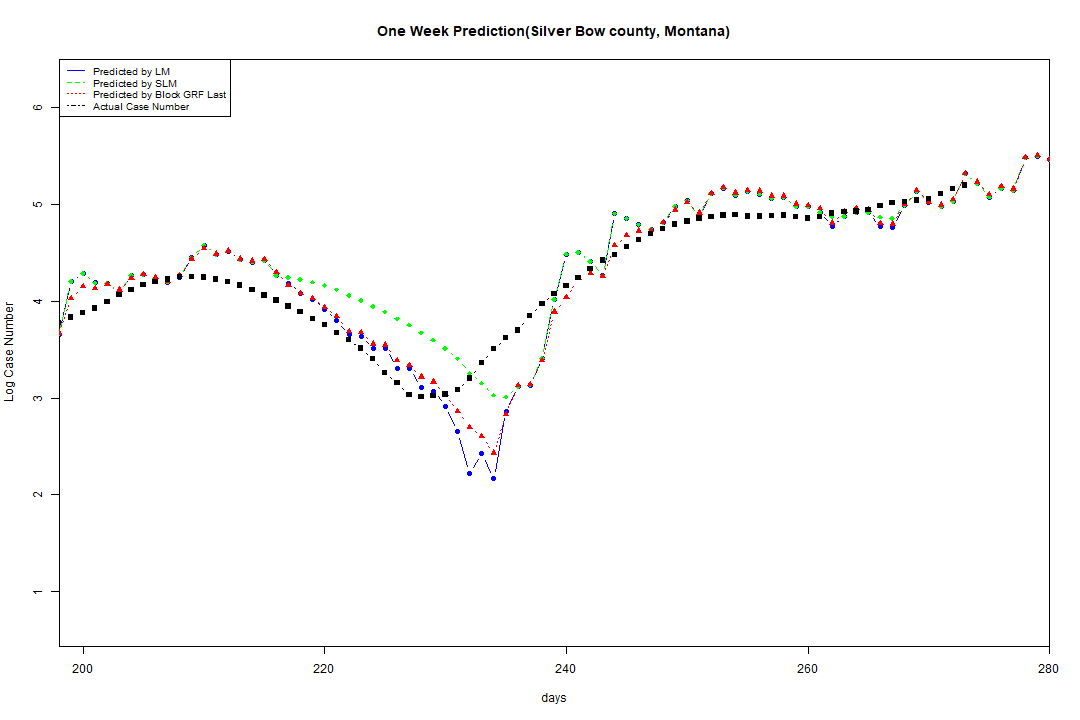 One Week Prediction(Silver Bow county, Montana)
Predicted by LM
Predicted by SLM
Predicted by Block GRF Last
Actual Case Number
Log Case Number
6
5
4
3
2
1
200 220 240 260 280
days